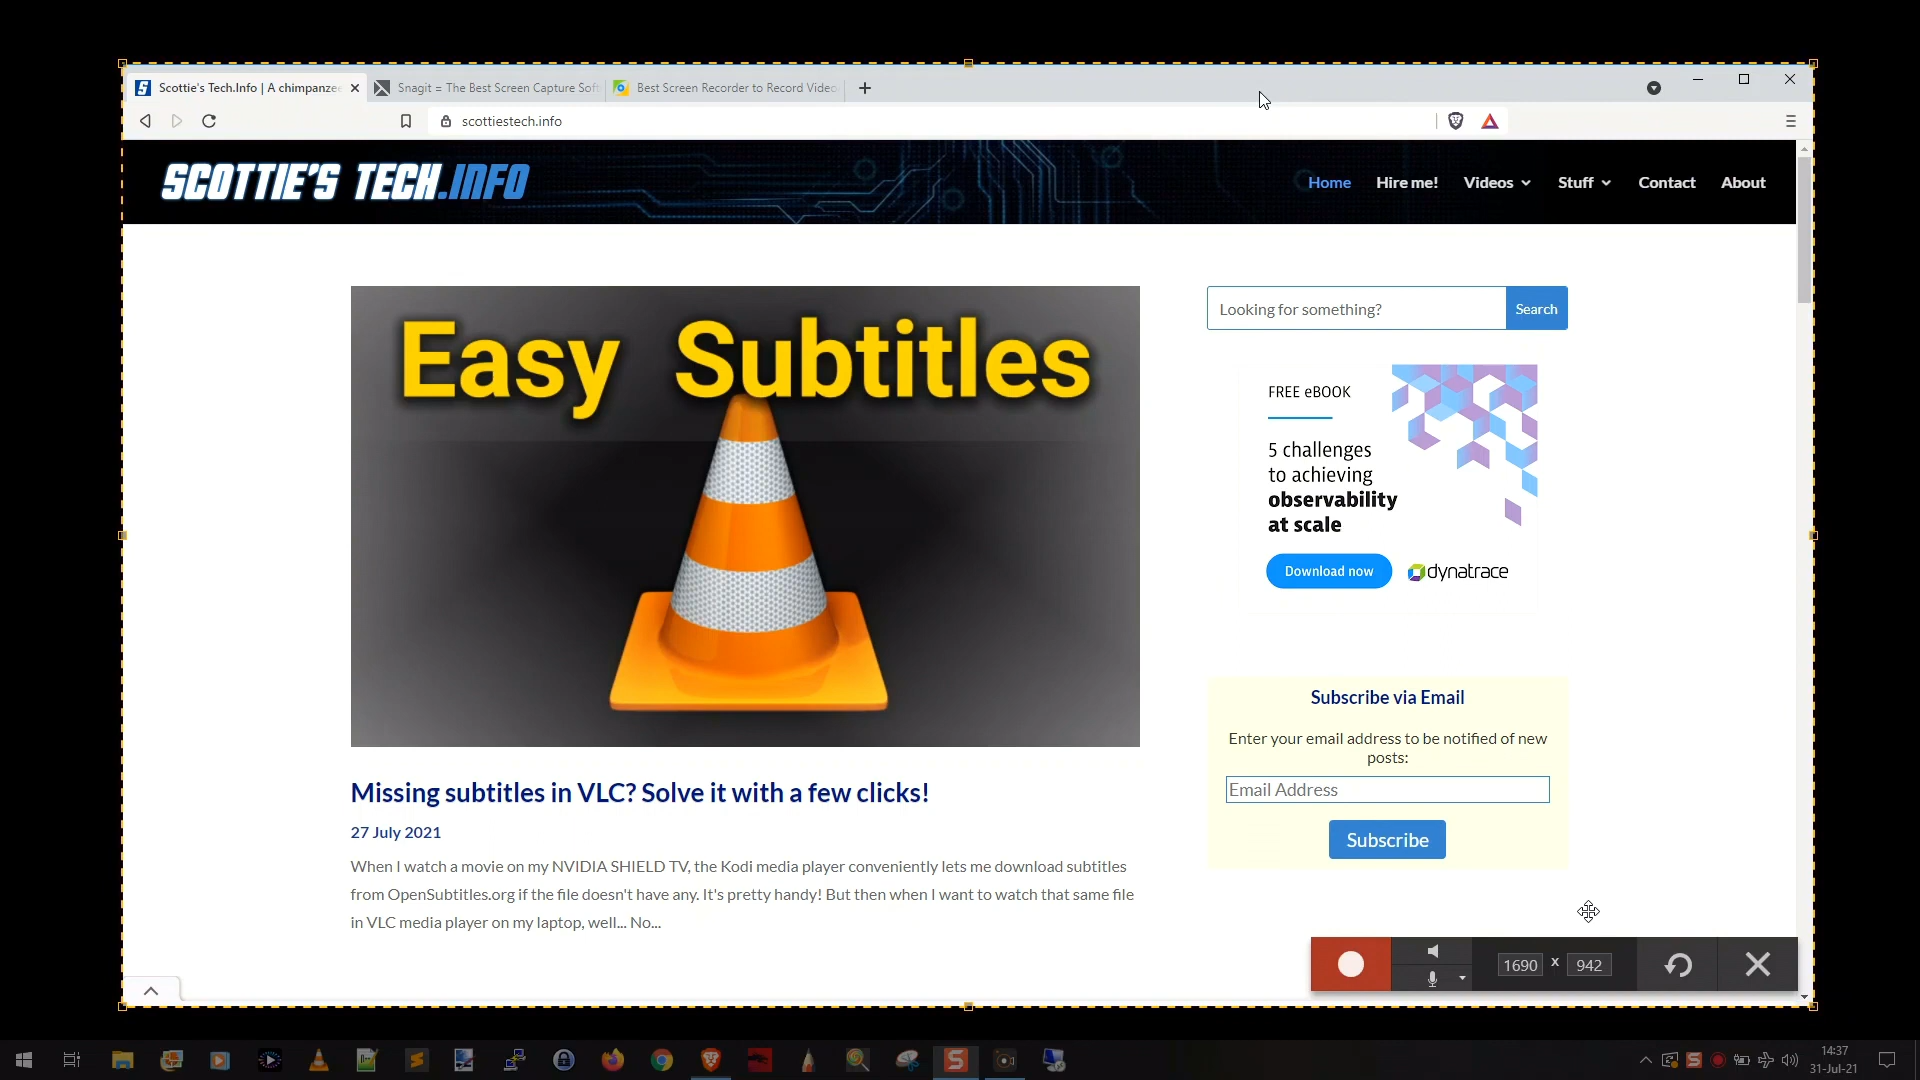 Scottie's Tech.Info | A chimpanze
Snagit = The Best Screen Capture Soft
Best Screen Recorder to Record Video
scottiestech.info
SCOTTIE'S TECH.INFO
Home
Hire me!
Videos
Stuff
Contact
About
Easy Subtitles
Looking for something?
Search
FREE eBOOK
5 challenges
to achieving
observability
at scale
Download now
dynatrace
Subscribe via Email
Enter your email address to be notified of new
posts:
Email Address
Subscribe
Missing subtitles in VLC? Solve it with a few clicks!
27 July 2021
When I watch a movie on my NVIDIA SHIELD TV, the Kodi media player conveniently lets me download subtitles
from OpenSubtitles.org if the file doesn't have any. It's pretty handy! But then when I want to watch that same file
in VLC media player on my laptop, well... No...
1690 x 942
14:37
31-Jul-21